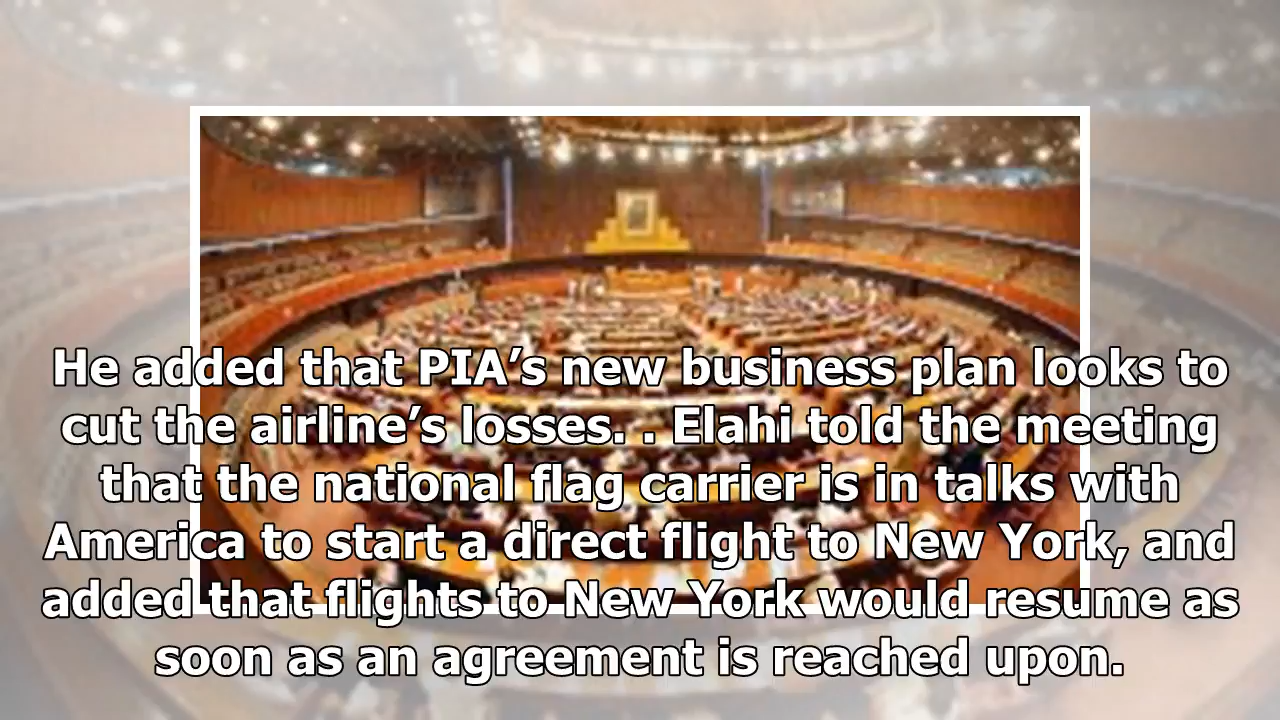 He added that PIA’s new business plan looks to
cut the airline’s losses. . Elahi told the meeting
that the national flag carrier is in talks with
America to start a direct flight to New York, and
added that flights to New York would resume as
soon as an agreement is reached upon.